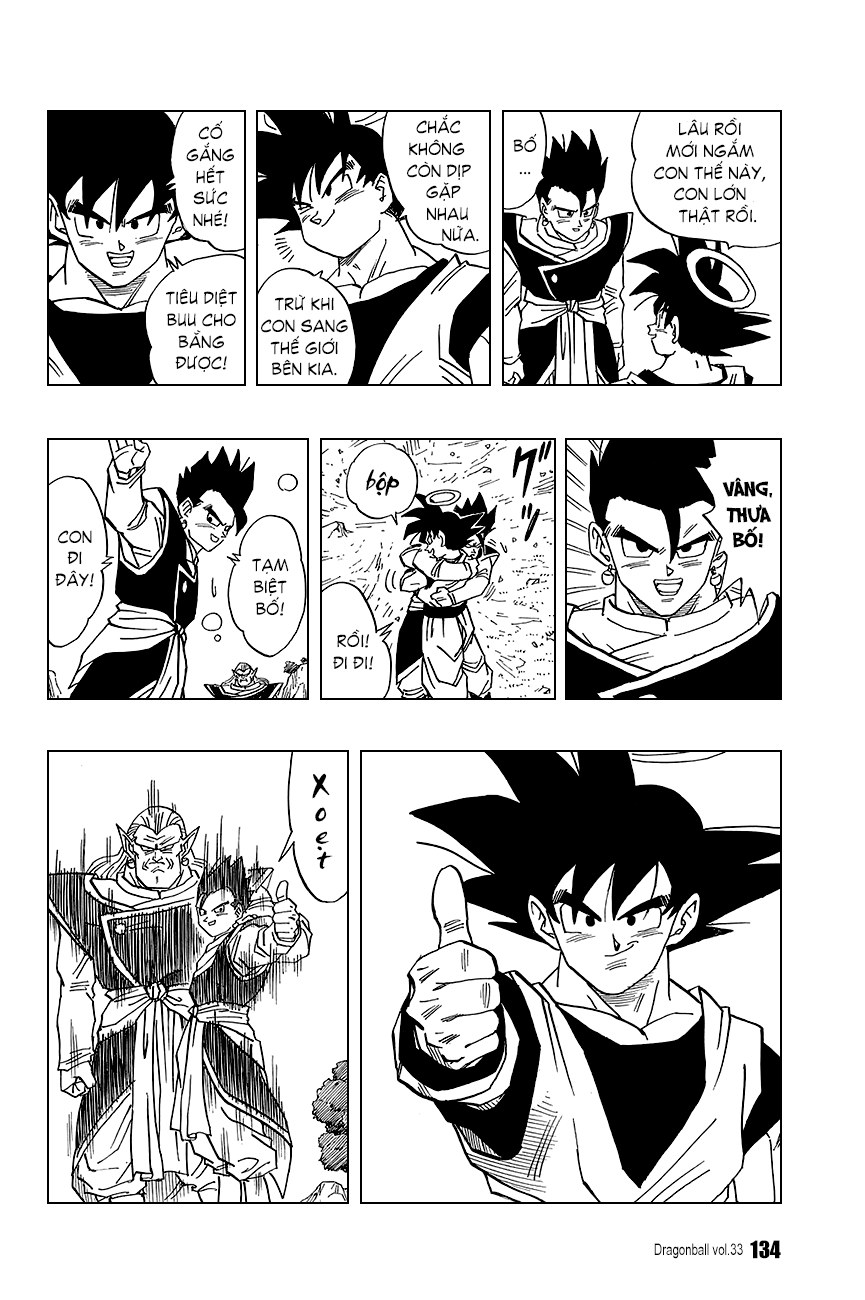 LÂU RỒI
MỚI NGẮM
CON THẾ NÀY,
CON LỚN
THẬT RỒI.
BỐ
...
CHẮC
KHÔNG
CÒN DỊP
GẶP
NHAU
NỮA.
TRỪ KHI
CON SANG
THẾ GIỚI
BÊN KIA.
CỐ
GẮNG
HẾT
SỨC
NHÉ!
TIÊU DIỆT
BUU CHO
BẰNG
ĐƯỢC!
VÂNG,
THƯA
BỐ!
グッ
bộp
RỒI!
ĐI ĐI!
TẠM
BIỆT
BỐ!
CON
ĐI
ĐÂY!
Xoẹt
Dragonball vol.33 134